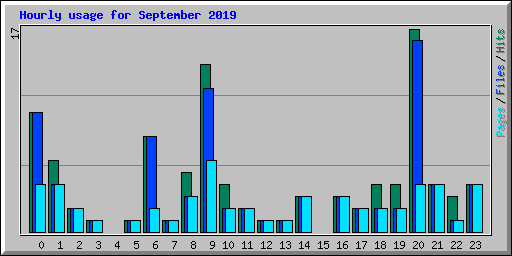 Hourly usage for September 2019
17
Pages / Files / Hits
0 1 2 3 4 5 6 7 8 9 10 11 12 13 14 15 16 17 18 19 20 21 22 23